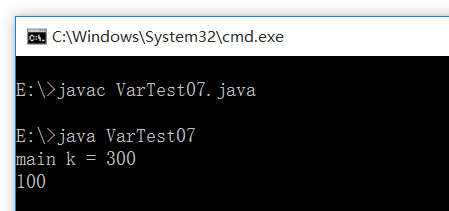 C:\Windows\System32\cmd.exe
E:\>javac VarTest07.java
E:\>java VarTest07
main k = 300
100